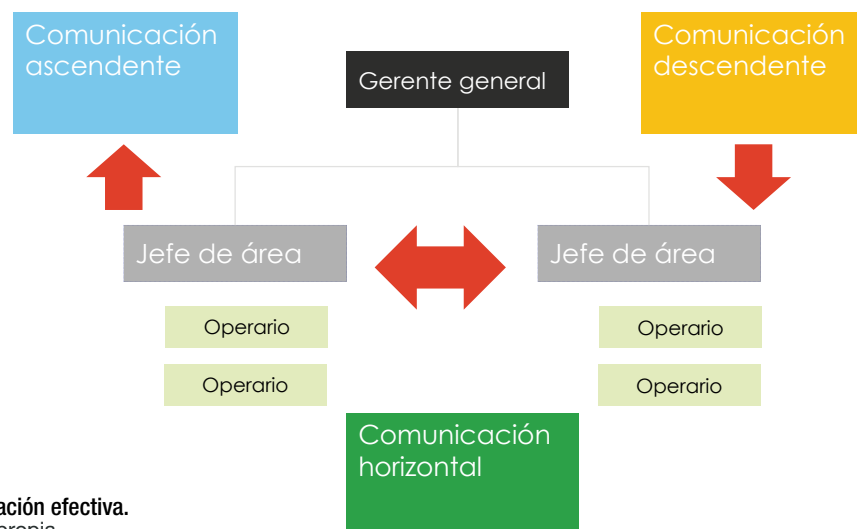 Comunicación
ascendente
Gerente general
Comunicación
descendente
Jefe de área
Jefe de área
Operario
Operario
Operario
Operario
Comunicación
horizontal
efectiva.